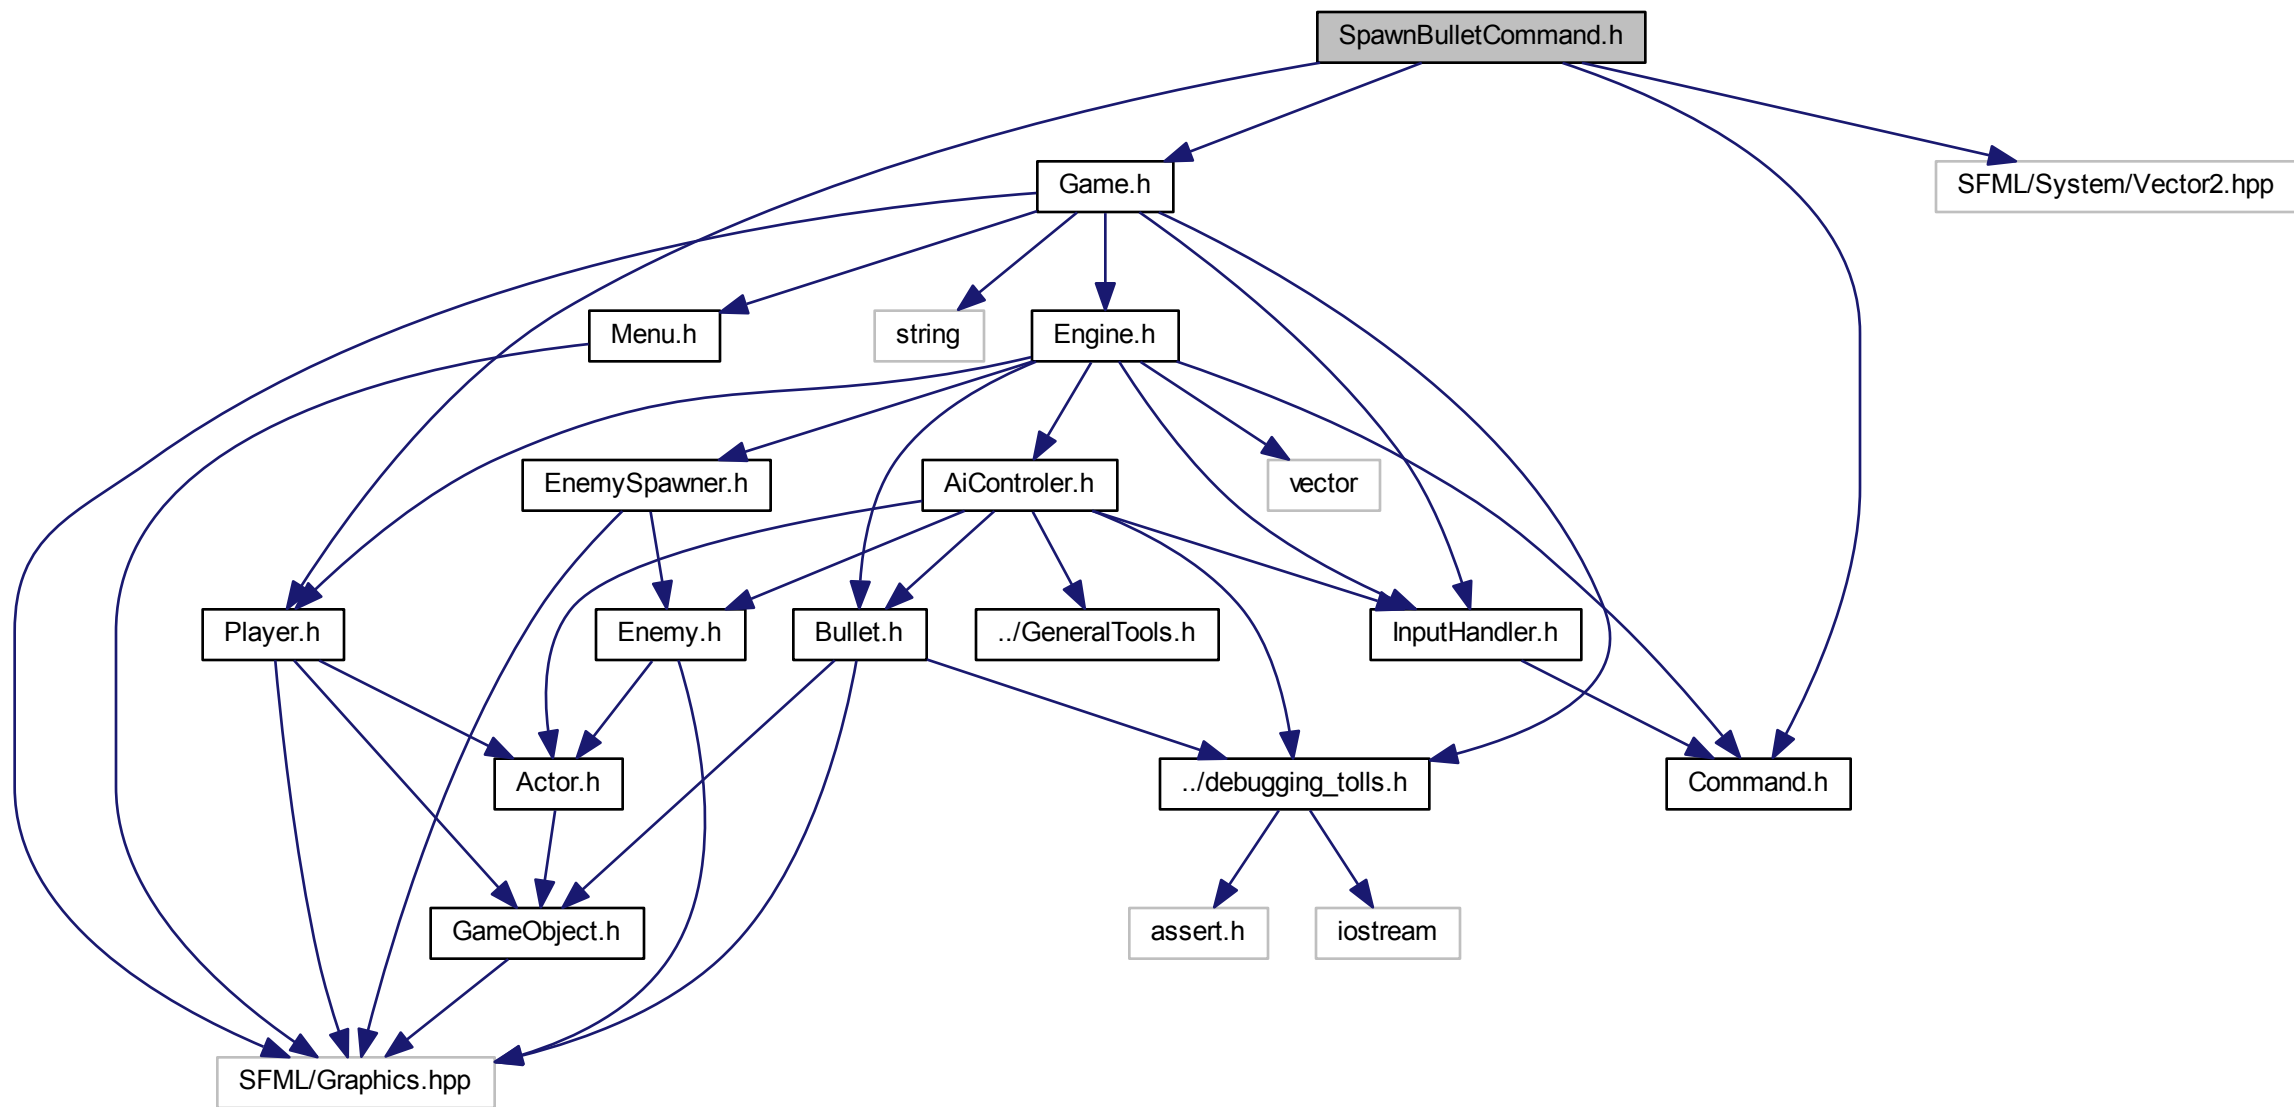 SpawnBulletCommand.h
Game.h
SFML/System/Vector2.hpp
Menu.h
string
Engine.h
EnemySpawner.h
AiControler.h
vector
Player.h
Enemy.h
Bullet.h
../GeneralTools.h
InputHandler.h
Actor.h
../debugging_tolls.h
Command.h
GameObject.h
assert.h
iostream
SFML/Graphics.hpp